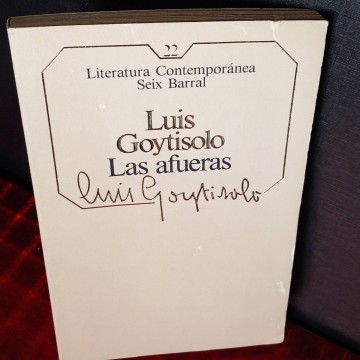 22
Literatura Contemporánea
Seix Barral
Luis
Goytisolo
Las afueras
Luis Goytisolo